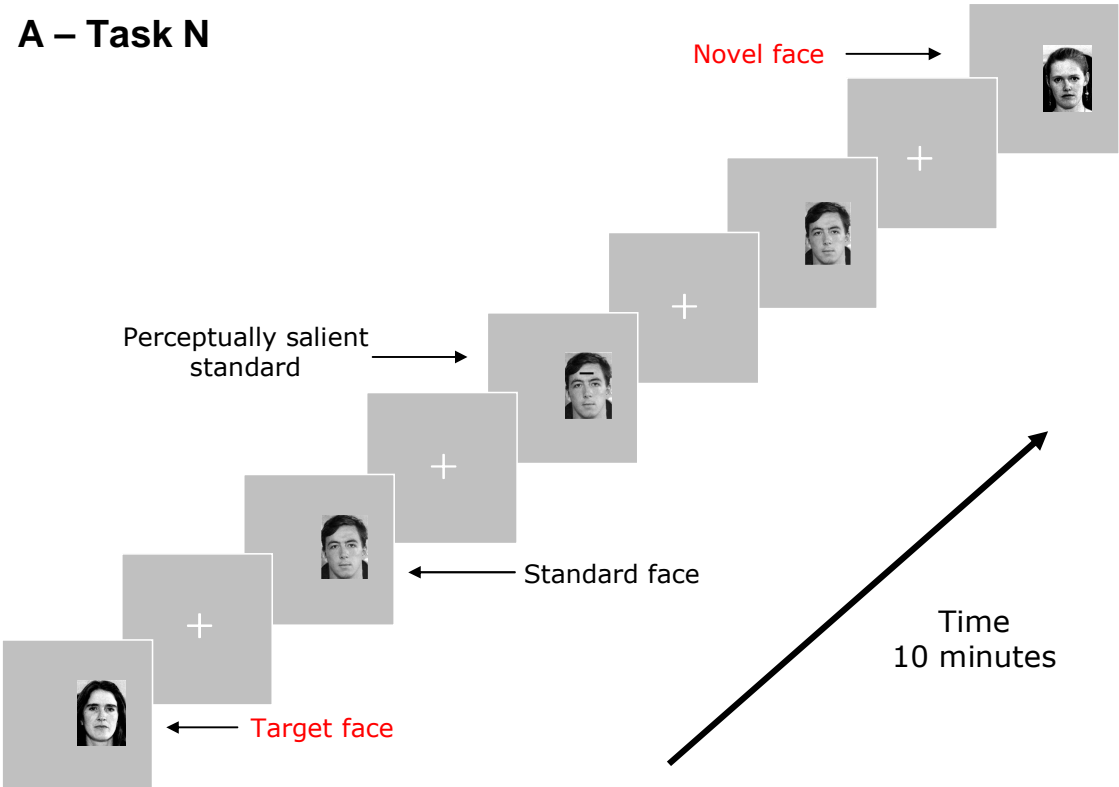 A – Task N
Novel face
Perceptually salient
standard
Standard face
Time
10 minutes
Target face